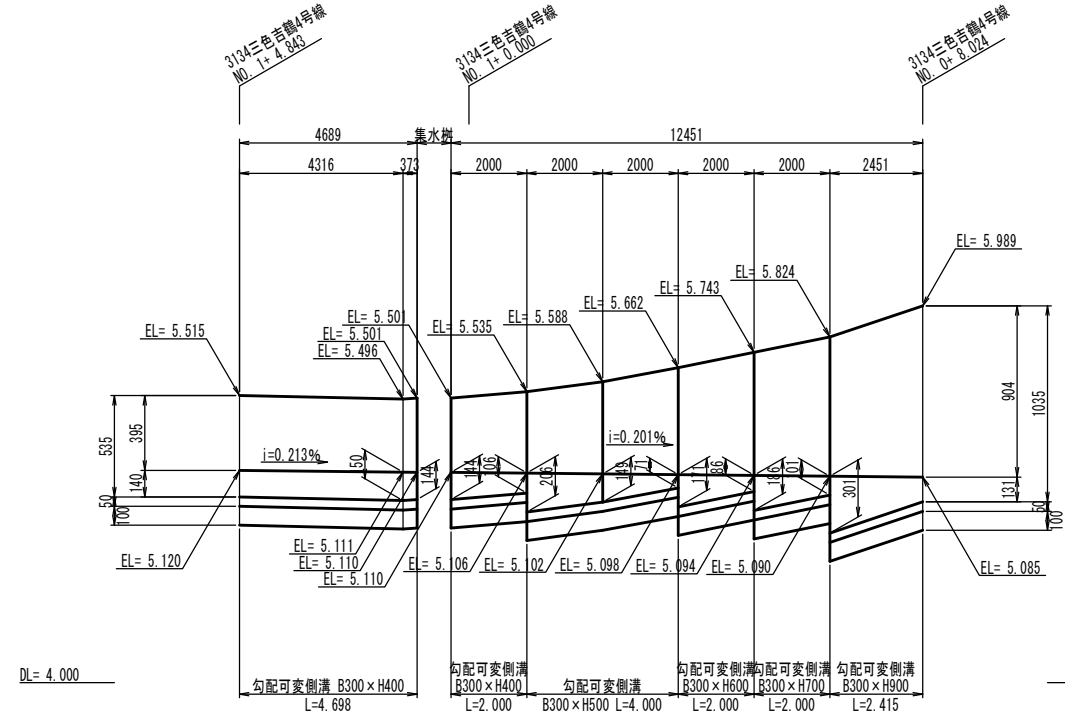 3134三色吉鶴4号線
NO. 1+ 4.843
3134三色吉鶴4号線
NO. 1+ 0.000
3134三色吉鶴4号線
NO. 0+ 8.024
4689
集水桝
12451
4316
373
2000
2000
2000
2000
2000
2451
EL= 5.989
EL= 5.824
EL= 5.743
EL= 5.662
EL= 5.588
EL= 5.535
EL= 5.501
EL= 5.501
EL= 5.496
EL= 5.515
535
395
140
50
100
i=0.213%
50
144
144
106
206
149
71
i=0.201%
171
86
186
101
301
904
1035
131
50
100
EL= 5.120
EL= 5.111
EL= 5.110
EL= 5.110
EL= 5.106
EL= 5.102
EL= 5.098
EL= 5.094
EL= 5.090
EL= 5.085
DL= 4.000
勾配可変側溝 B300×H400
L=4.698
勾配可変側溝
B300×H400
L=2.000
勾配可変側溝
B300×H500 L=4.000
勾配可変側溝
B300×H600
L=2.000
勾配可変側溝
B300×H700
L=2.000
勾配可変側溝
B300×H900
L=2.415